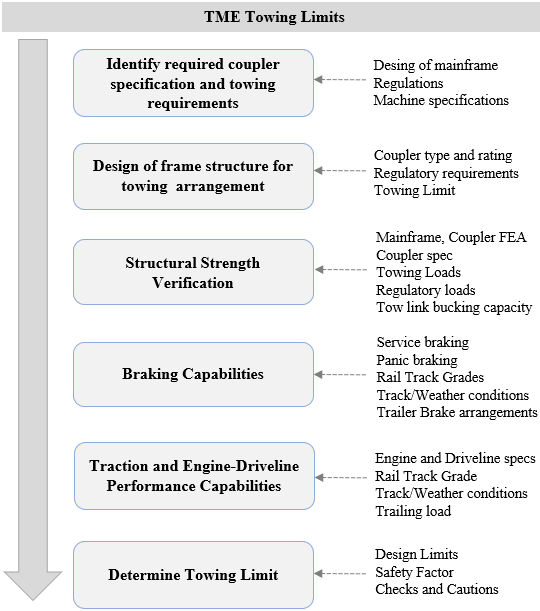 TME Towing Limits
Identify required coupler
specification and towing
requirements
Desing of mainframe
Regulations
Machine specifications
Design of frame structure for
towing arrangement
Coupler type and rating
Regulatory requirements
Towing Limit
Structural Strength
Verification
Mainframe, Coupler FEA
Coupler spec
Towing Loads
Regulatory loads
Tow link bucking capacity
Braking Capabilities
Service braking
Panic braking
Rail Track Grades
Track/Weather conditions
Trailer Brake arrangements
Traction and Engine-Driveline
Performance Capabilities
Engine and Driveline specs
Rail Track Grade
Track/Weather conditions
Trailing load
Determine Towing Limit
Design Limits
Safety Factor
Checks and Cautions